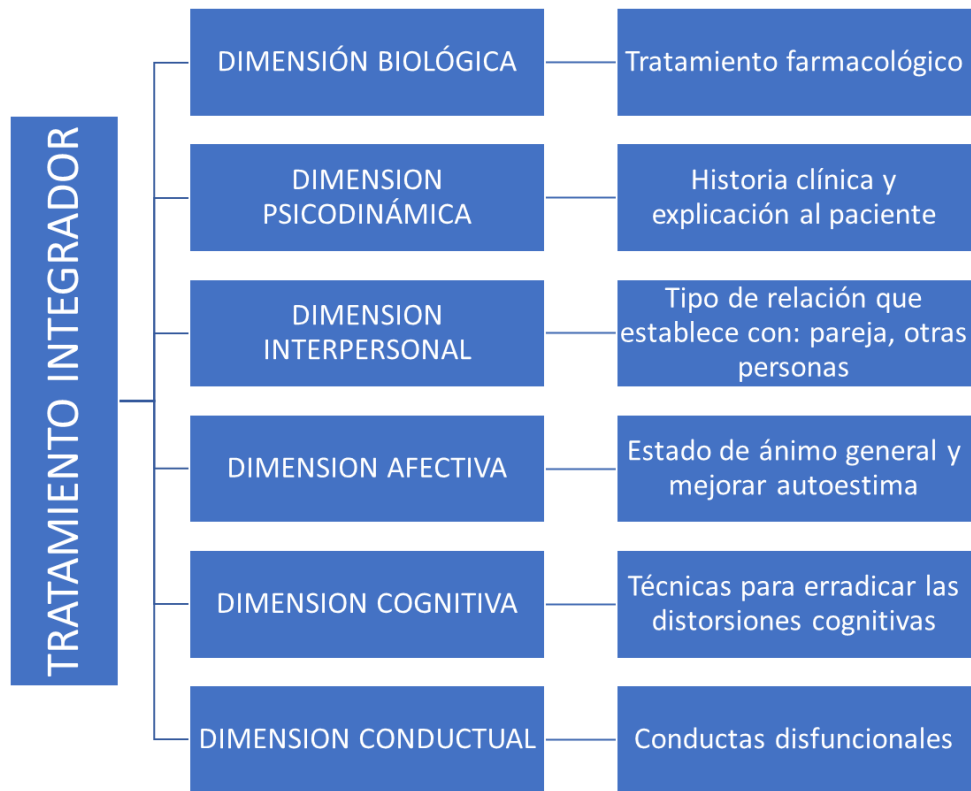 TRATAMIENTO INTEGRADOR
DIMENSIÓN BIOLÓGICA
Tratamiento farmacológico
DIMENSION
PSICODINÁMICA
Historia clínica y
explicación al paciente
DIMENSION
INTERPERSONAL
Tipo de relación que
establece con: pareja, otras
personas
DIMENSION AFECTIVA
Estado de ánimo general y
mejorar autoestima
DIMENSION COGNITIVA
Técnicas para erradicar las
distorsiones cognitivas
DIMENSION CONDUCTUAL
Conductas disfuncionales